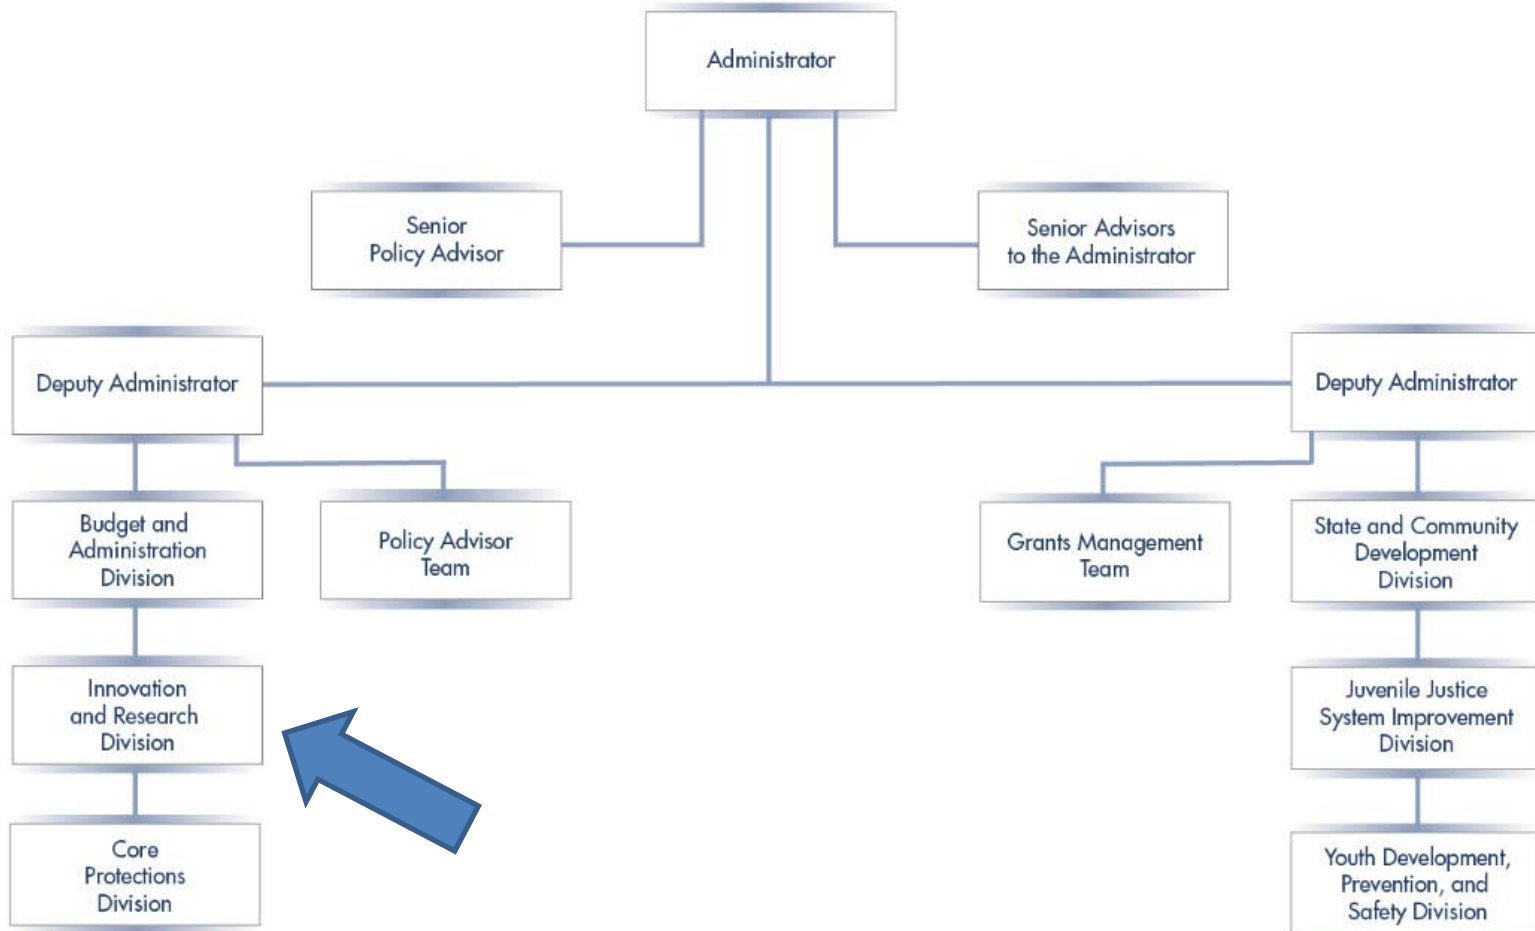 Administrator
Senior
Policy Advisor
Senior Advisors
to the Administrator
Deputy Administrator
Deputy Administrator
Budget and
Administration
Division
Policy Advisor
Team
Grants Management
Team
State and Community
Development
Division
Innovation
and Research
Division
Juvenile Justice
System Improvement
Division
Core
Protections
Division
Youth Development,
Prevention, and
Safety Division